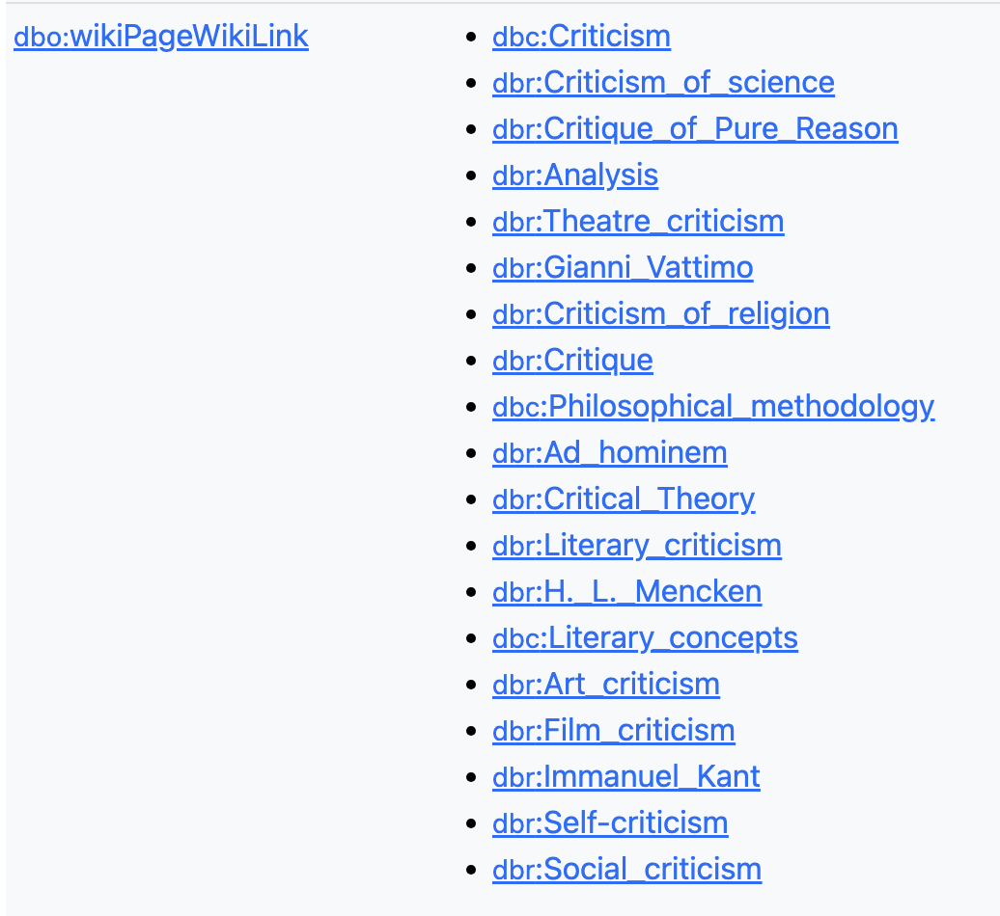 dbo:wikiPageWikiLink
dbc:Criticism
dbr:Criticism_of_science
dbr:Critique_of_Pure_Reason
dbr:Analysis
dbr:Theatre_criticism
dbr:Gianni_Vattimo
dbr:Criticism_of_religion
dbr:Critique
dbc:Philosophical_methodology
dbr:Ad_hominem
dbr:Critical_Theory
dbr:Literary_criticism
dbr:H._L._Mencken
dbc:Literary_concepts
dbr:Art_criticism
dbr:Film_criticism
dbr:Immanuel_Kant
dbr:Self-criticism
dbr:Social_criticism